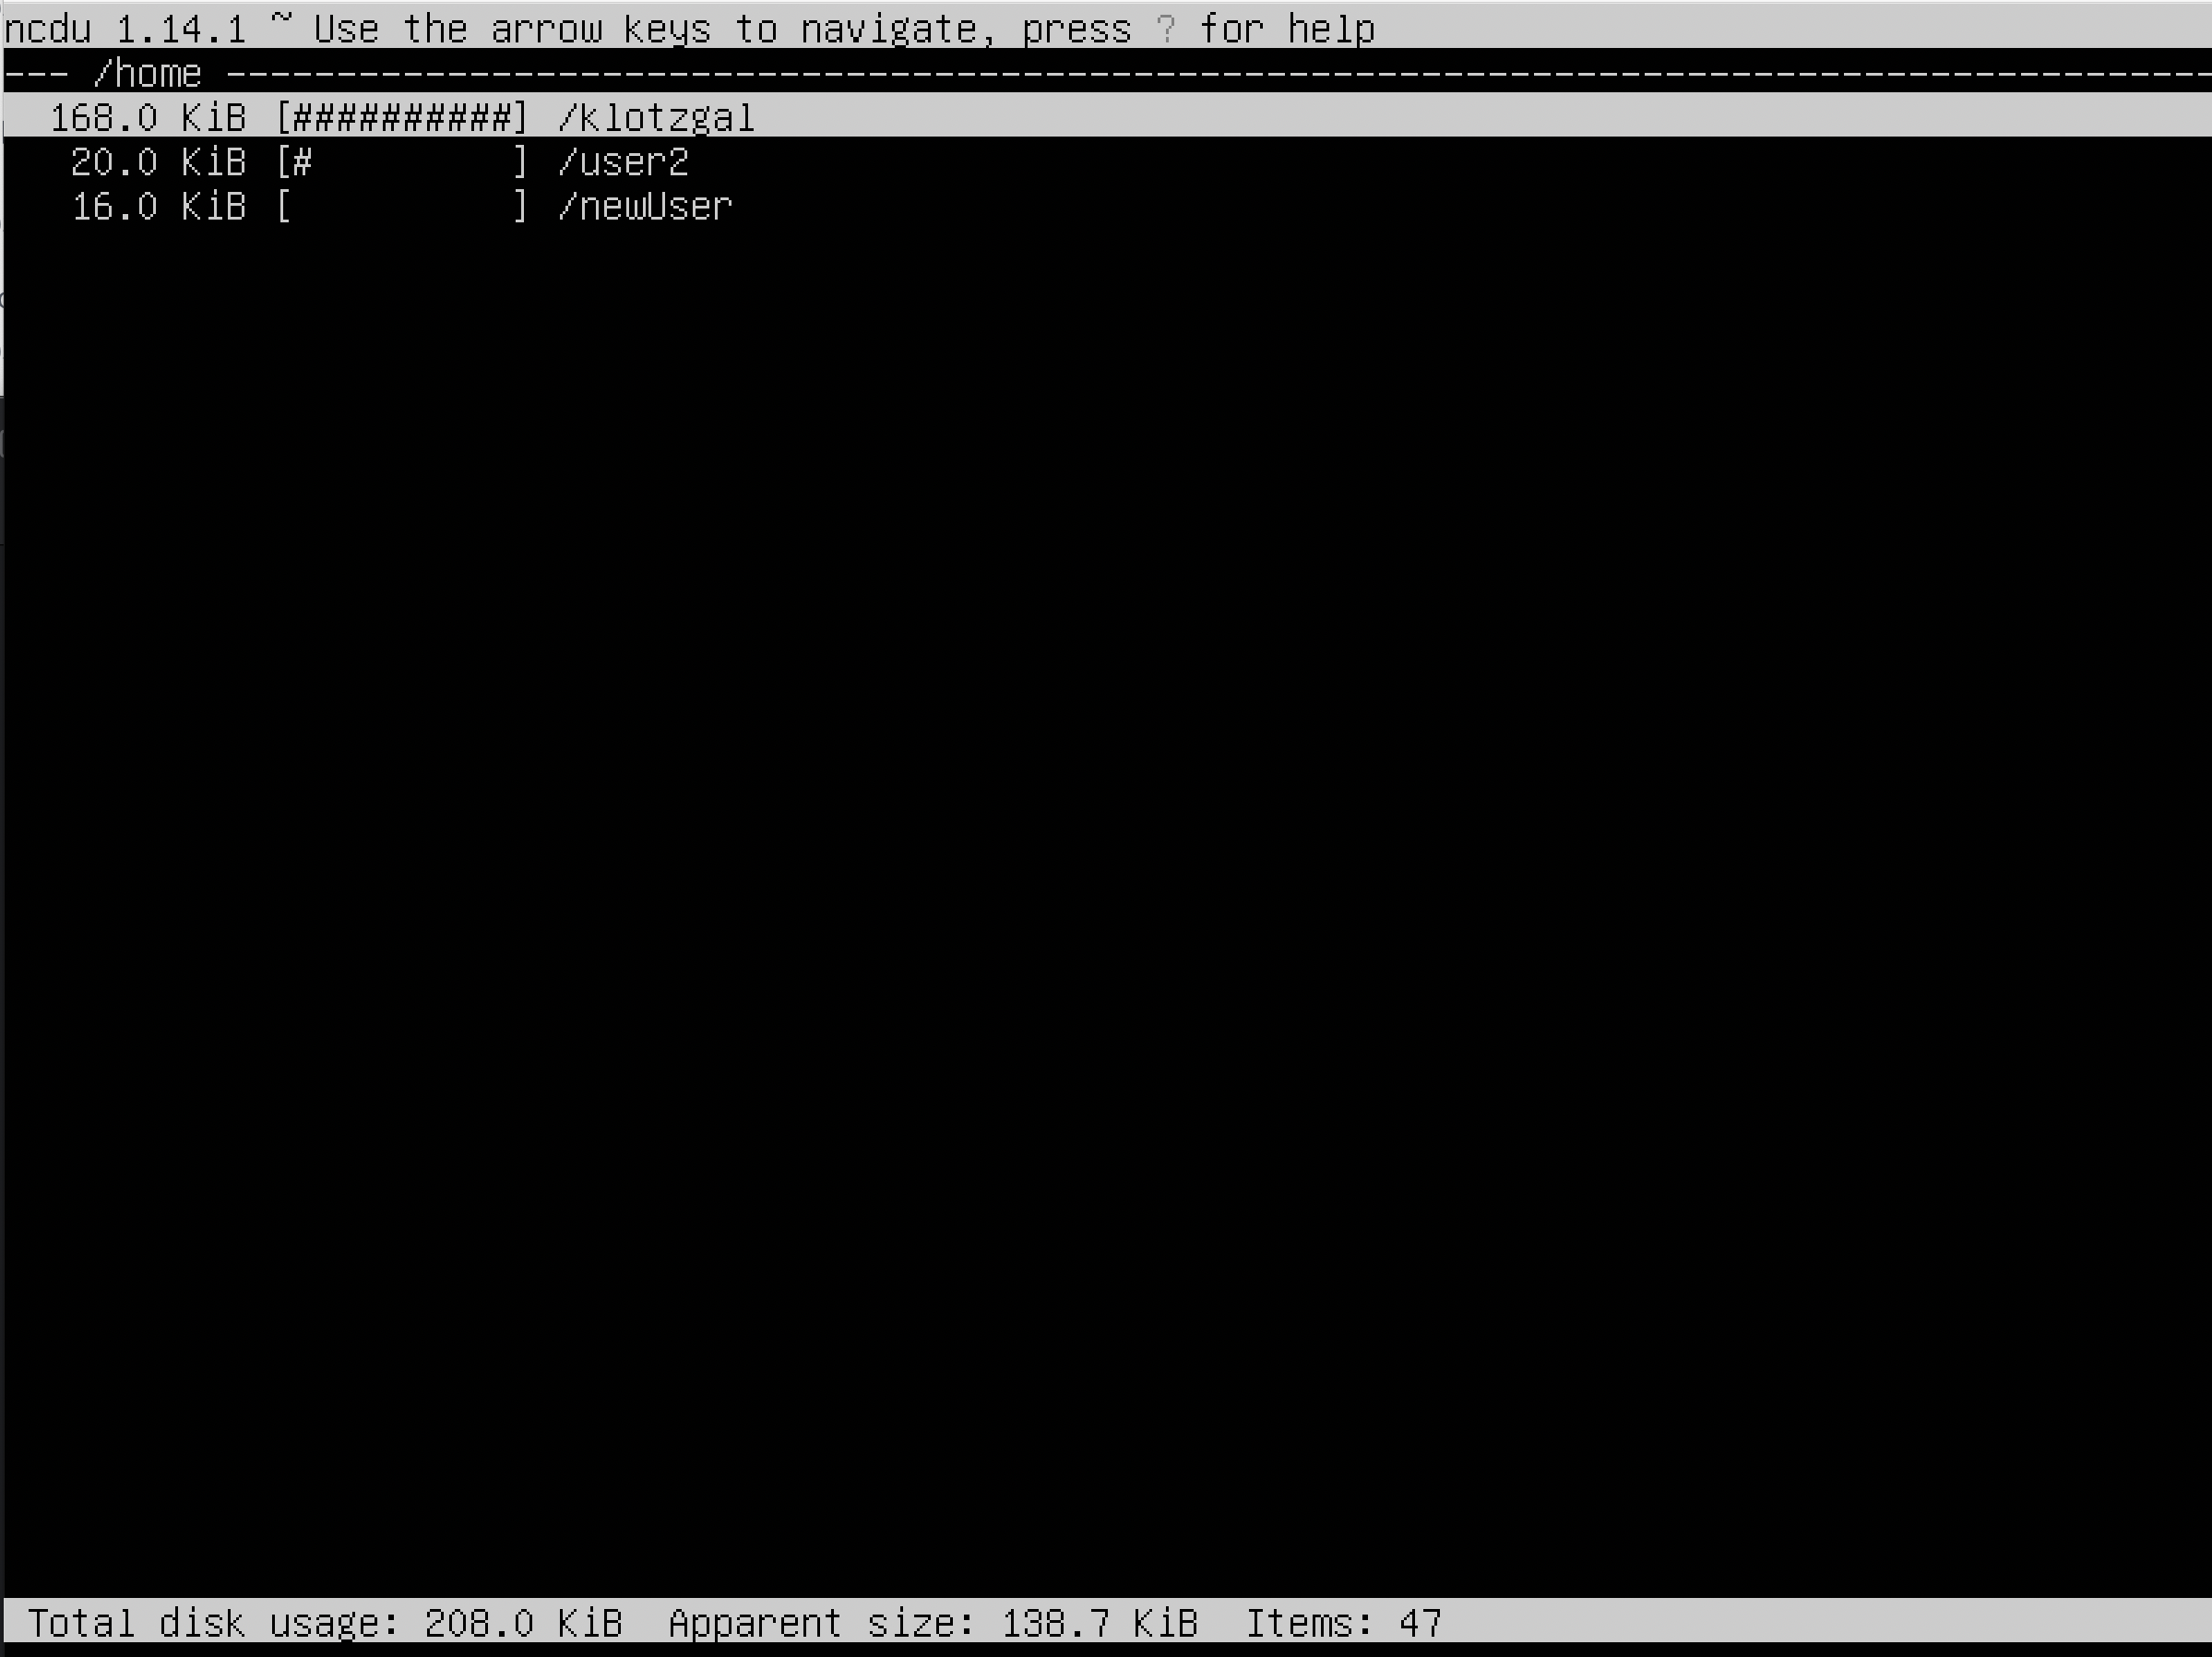 ncdu 1.14.1 ~ Use the arrow keys to navigate, press ? for help
--- /home ------------------------------------------------------------------------------------------
168.0 KiB [##########] /klotzgal
20.0 KiB [#         ] /user2
16.0 KiB [          ] /newUser
Total disk usage: 208.0 KiB  Apparent size: 138.7 KiB  Items: 47